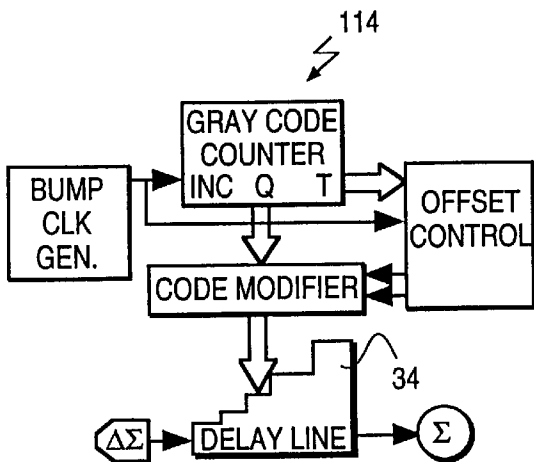 114
GRAY CODE
COUNTER
INC Q T
BUMP
CLK
GEN.
OFFSET
CONTROL
CODE MODIFIER
34
ΔΣ
DELAY LINE
Σ